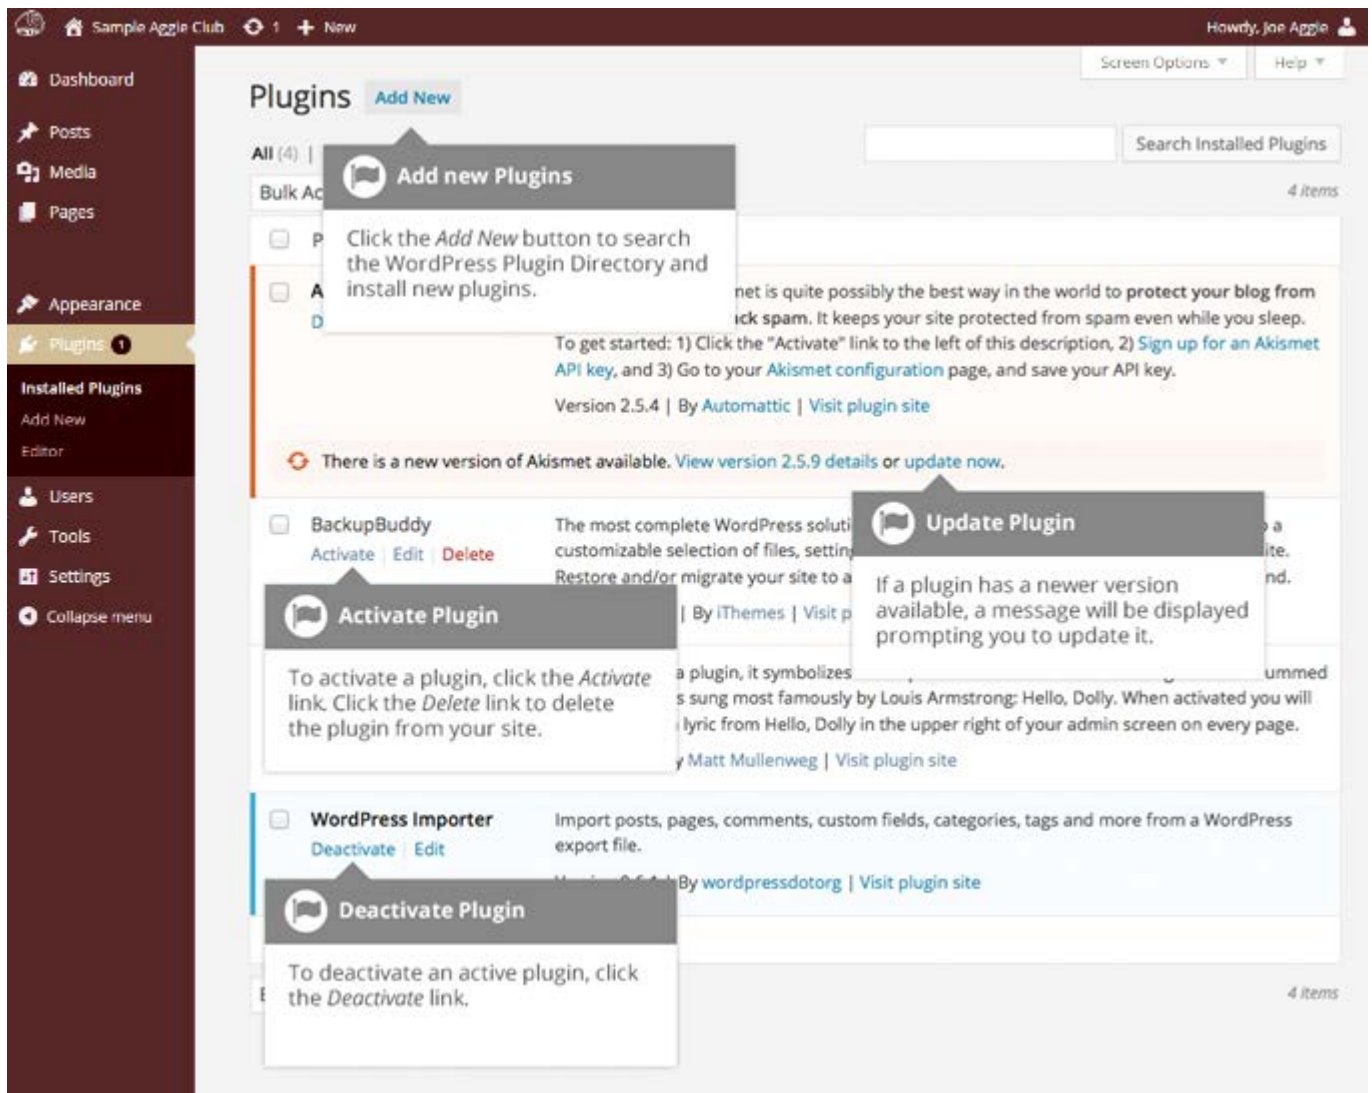 Sample Aggie Club 1 + New Howdy, Joe Aggie
Screen Options Help
Dashboard
Posts
Media
Pages
Appearance
Plugins 1
Installed Plugins
Add New
Editor
Users
Tools
Settings
Collapse menu
Plugins Add New
All (4) |
Search Installed Plugins
Bulk Ac
4 items
Add new Plugins
Click the Add New button to search
the WordPress Plugin Directory and
install new plugins.
P
A
D
net is quite possibly the best way in the world to protect your blog from
ck spam. It keeps your site protected from spam even while you sleep.
To get started: 1) Click the "Activate" link to the left of this description, 2) Sign up for an Akismet
API key, and 3) Go to your Akismet configuration page, and save your API key.
Version 2.5.4 | By Automattic | Visit plugin site
There is a new version of Akismet available. View version 2.5.9 details or update now.
Update Plugin
If a plugin has a newer version
available, a message will be displayed
prompting you to update it.
BackupBuddy
Activate | Edit | Delete
The most complete WordPress soluti a
customizable selection of files, setting ite.
Restore and/or migrate your site to a nd.
| By iThemes | Visit p
Activate Plugin
To activate a plugin, click the Activate
link. Click the Delete link to delete
the plugin from your site.
a plugin, it symbolizes ummed
s sung most famously by Louis Armstrong: Hello, Dolly. When activated you will
lyric from Hello, Dolly in the upper right of your admin screen on every page.
y Matt Mullenweg | Visit plugin site
WordPress Importer
Deactivate | Edit
Import posts, pages, comments, custom fields, categories, tags and more from a WordPress
export file.
By wordpressdotorg | Visit plugin site
Deactivate Plugin
To deactivate an active plugin, click
the Deactivate link.
4 items